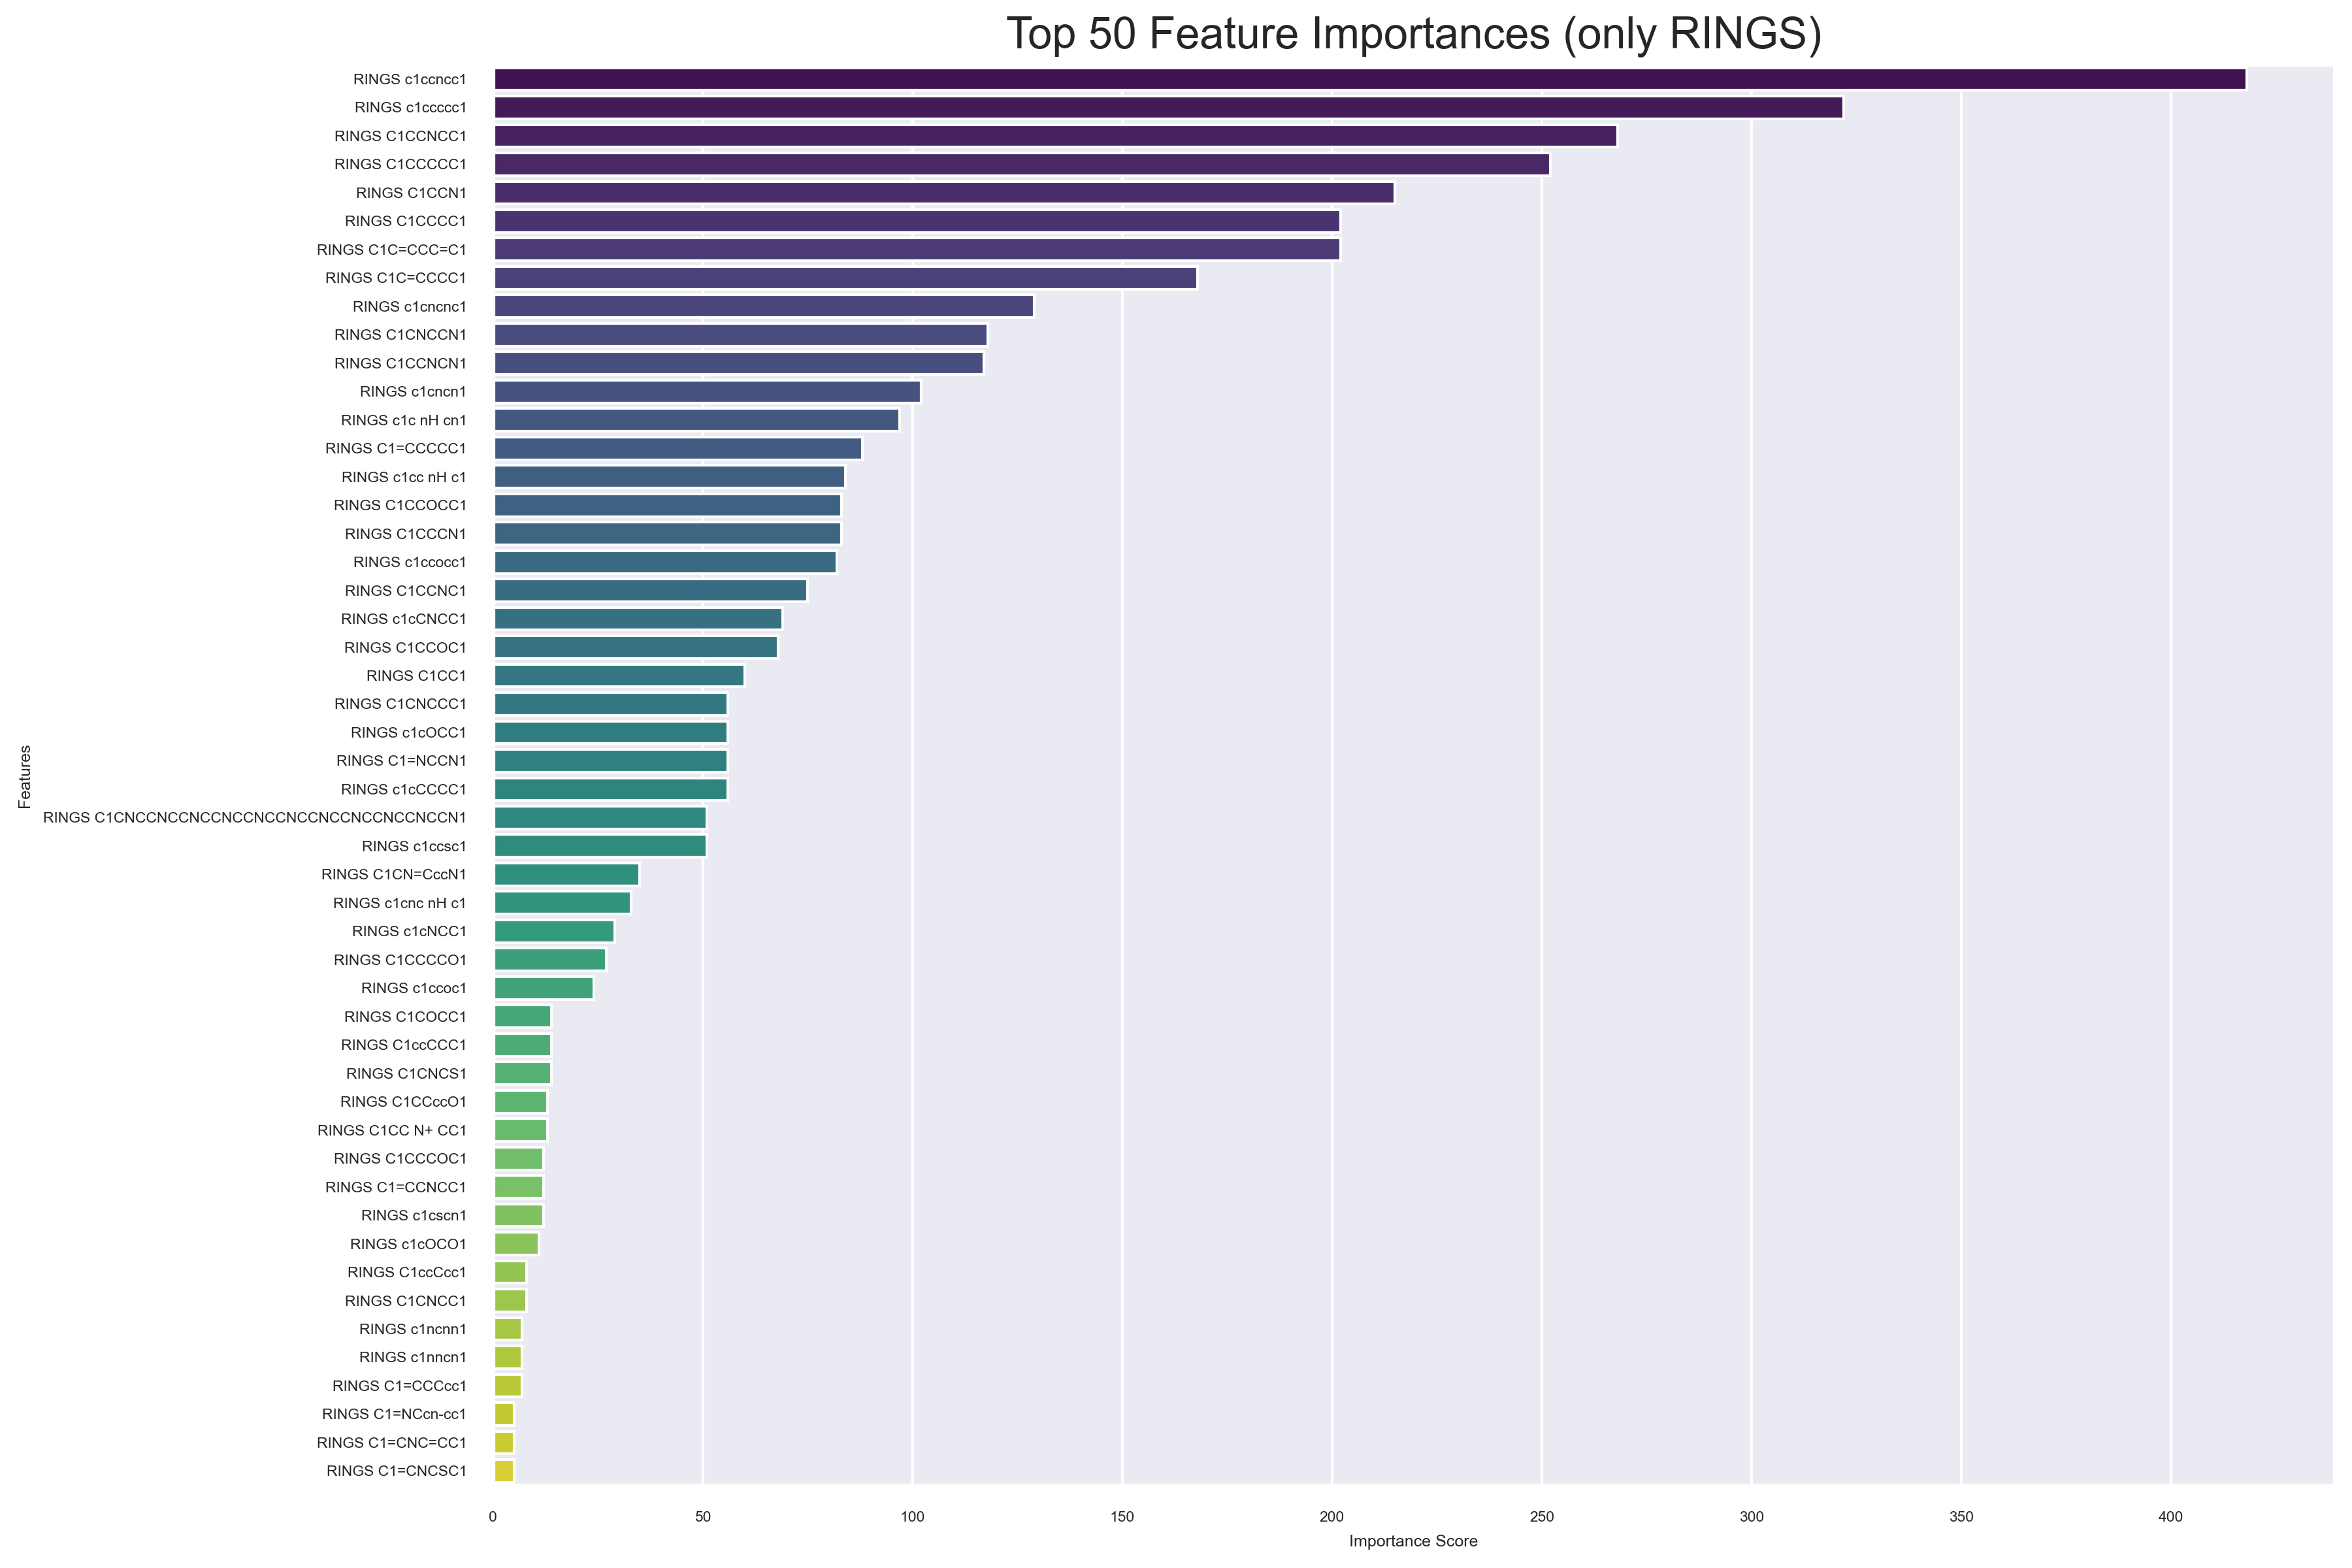 Top 50 Feature Importances (only RINGS)
RINGS c1ccncc1
RINGS c1ccccc1
RINGS C1CCNCC1
RINGS C1CCCCC1
RINGS C1CCN1
RINGS C1CCCC1
RINGS C1C=CCC=C1
RINGS C1C=CCCC1
RINGS c1cncnc1
RINGS C1CNCCN1
RINGS C1CCNCN1
RINGS c1cncn1
RINGS c1c nH cn1
RINGS C1=CCCCC1
RINGS c1cc nH c1
RINGS C1CCOCC1
RINGS C1CCCN1
RINGS c1ccocc1
RINGS C1CCNC1
RINGS c1cCNCC1
RINGS C1CCOC1
RINGS C1CC1
RINGS C1CNCCC1
RINGS c1cOCC1
RINGS C1=NCCN1
RINGS c1cCCCC1
RINGS C1CNCCNCCNCCNCCNCCNCCNCCNCCNCCNCCN1
RINGS c1ccsc1
RINGS C1CN=CccN1
RINGS c1cnc nH c1
RINGS c1cNCC1
RINGS C1CCCCO1
RINGS c1ccoc1
RINGS C1COCC1
RINGS C1ccCCC1
RINGS C1CNCS1
RINGS C1CCccO1
RINGS C1CC N+ CC1
RINGS C1CCCOC1
RINGS C1=CCNCC1
RINGS c1cscn1
RINGS c1cOCO1
RINGS C1ccCcc1
RINGS C1CNCC1
RINGS c1ncnn1
RINGS c1nncn1
RINGS C1=CCCcc1
RINGS C1=NCcn-cc1
RINGS C1=CNC=CC1
RINGS C1=CNCSC1
Features
0 50 100 150 200 250 300 350 400
Importance Score